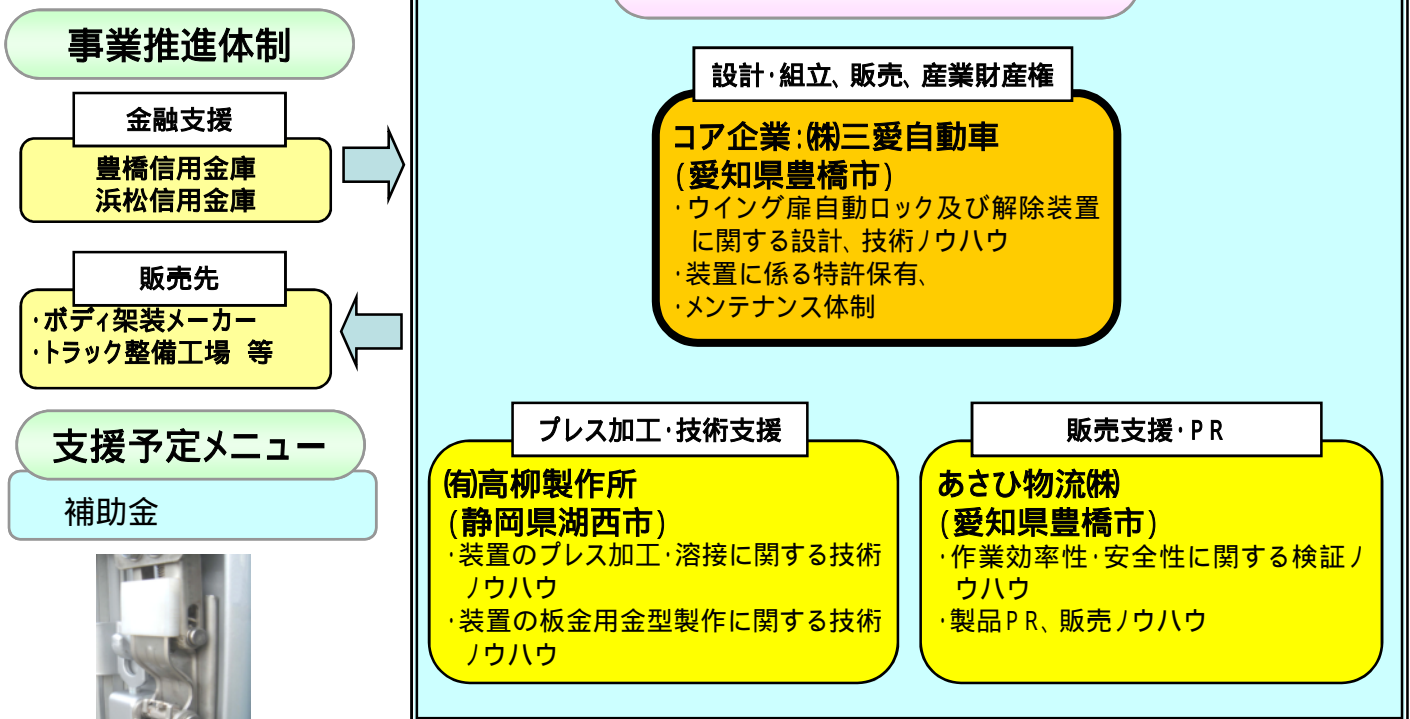 事業推進体制
金融支援
豊橋信用金庫
浜松信用金庫
販売先
・ボディ架装メーカー
・トラック整備工場 等
支援予定メニュー
補助金
設計・組立、販売、産業財産権
コア企業:㈱三愛自動車
(愛知県豊橋市)
・ウイング扉自動ロック及び解除装置
に関する設計、技術ノウハウ
・装置に係る特許保有、
・メンテナンス体制
プレス加工・技術支援
㈲高柳製作所
(静岡県湖西市)
・装置のプレス加工・溶接に関する技術
ノウハウ
・装置の板金用金型製作に関する技術
ノウハウ
販売支援・PR
あさひ物流㈱
(愛知県豊橋市)
・作業効率性・安全性に関する検証ノ
ウハウ
・製品PR、販売ノウハウ